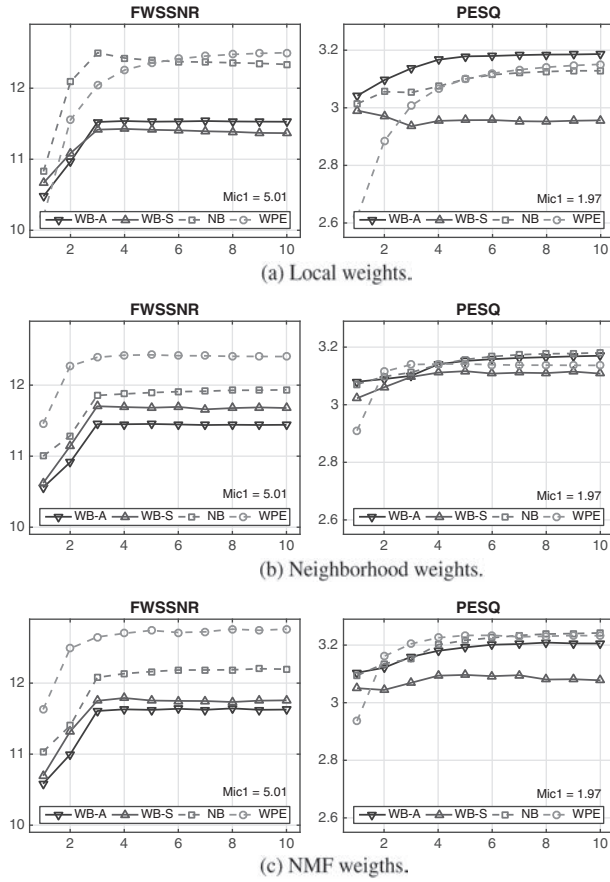 FWSSNR PESQ
12
11
10
3.2
3
2.8
2.6
Mic1 = 5.01
Mic1 = 1.97
WB-A WB-S NB WPE
WB-A WB-S NB WPE
2 4 6 8 10
2 4 6 8 10
(a) Local weights.
FWSSNR PESQ
12
11
10
3.2
3
2.8
2.6
Mic1 = 5.01
Mic1 = 1.97
WB-A WB-S NB WPE
WB-A WB-S NB WPE
2 4 6 8 10
2 4 6 8 10
(b) Neighborhood weights.
FWSSNR PESQ
12
11
10
3.2
3
2.8
2.6
Mic1 = 5.01
Mic1 = 1.97
WB-A WB-S NB WPE
WB-A WB-S NB WPE
2 4 6 8 10
2 4 6 8 10
(c) NMF weigths.